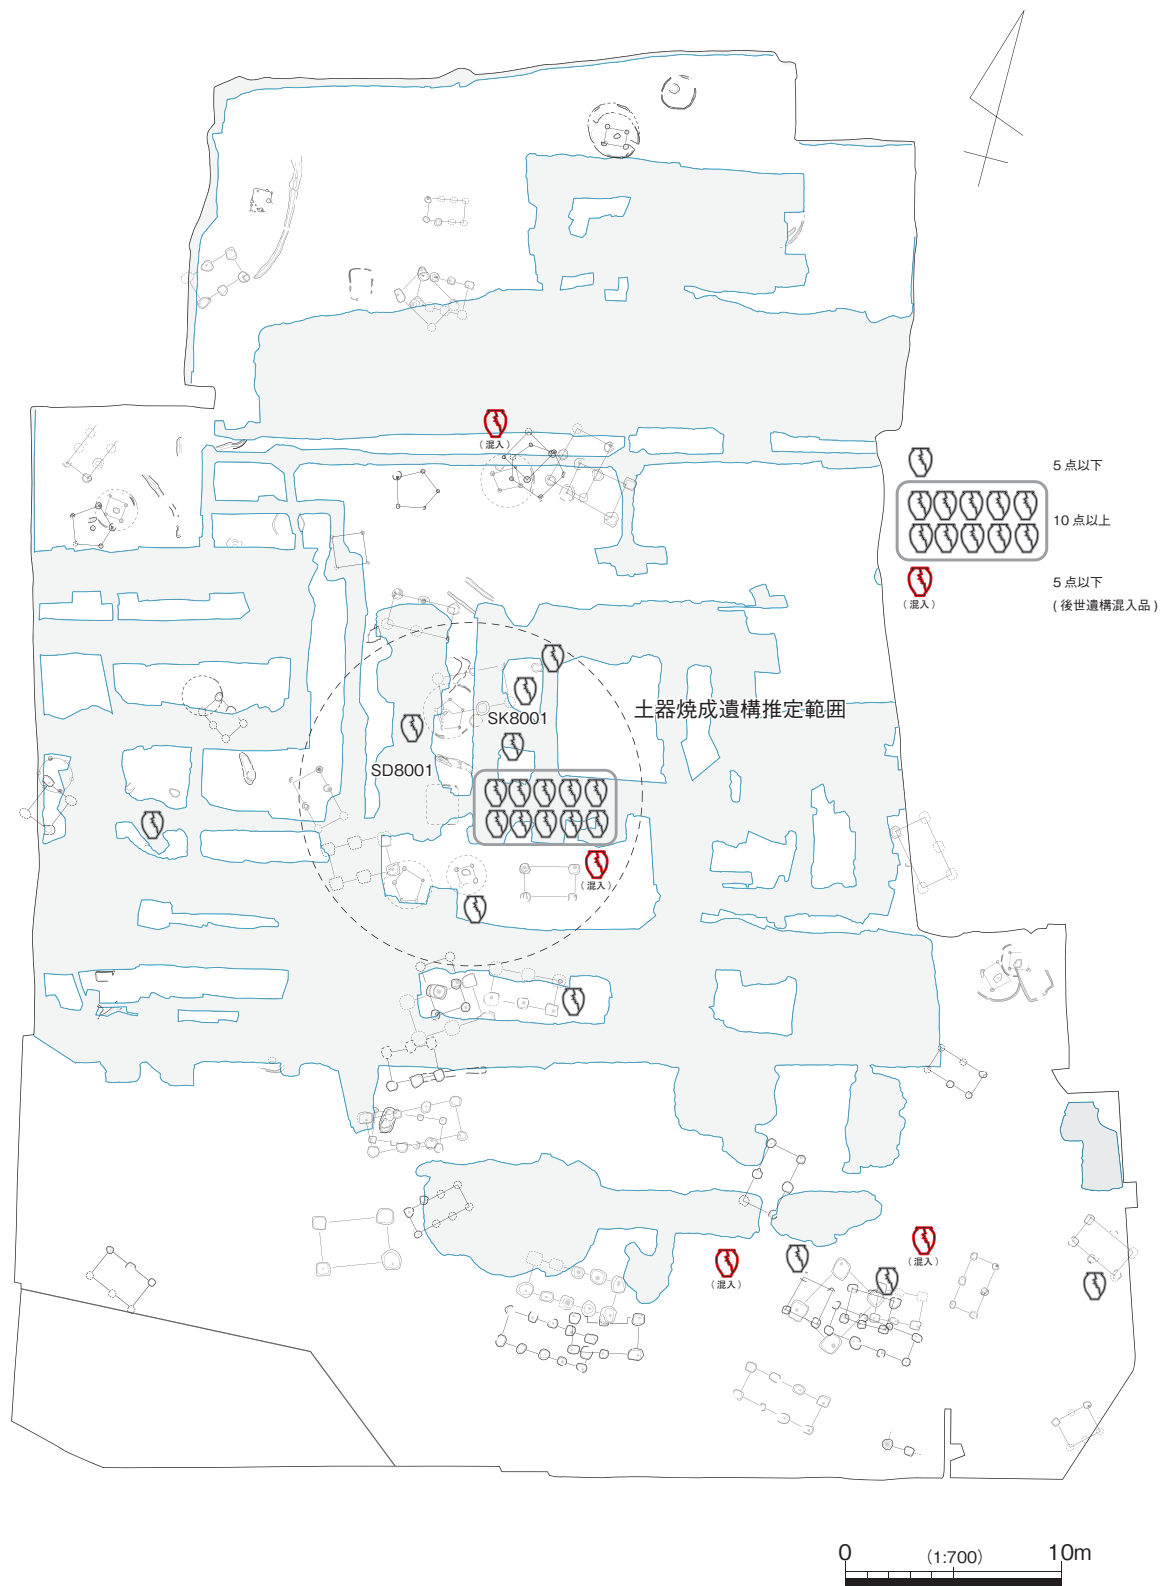 （混入）
5 点以下
10 点以上
5 点以下
（混入）
( 後世遺構混入品 )
土器焼成遺構推定範囲
SK8001
SD8001
（混入）
（混入）
（混入）
0
（1:700）
10m